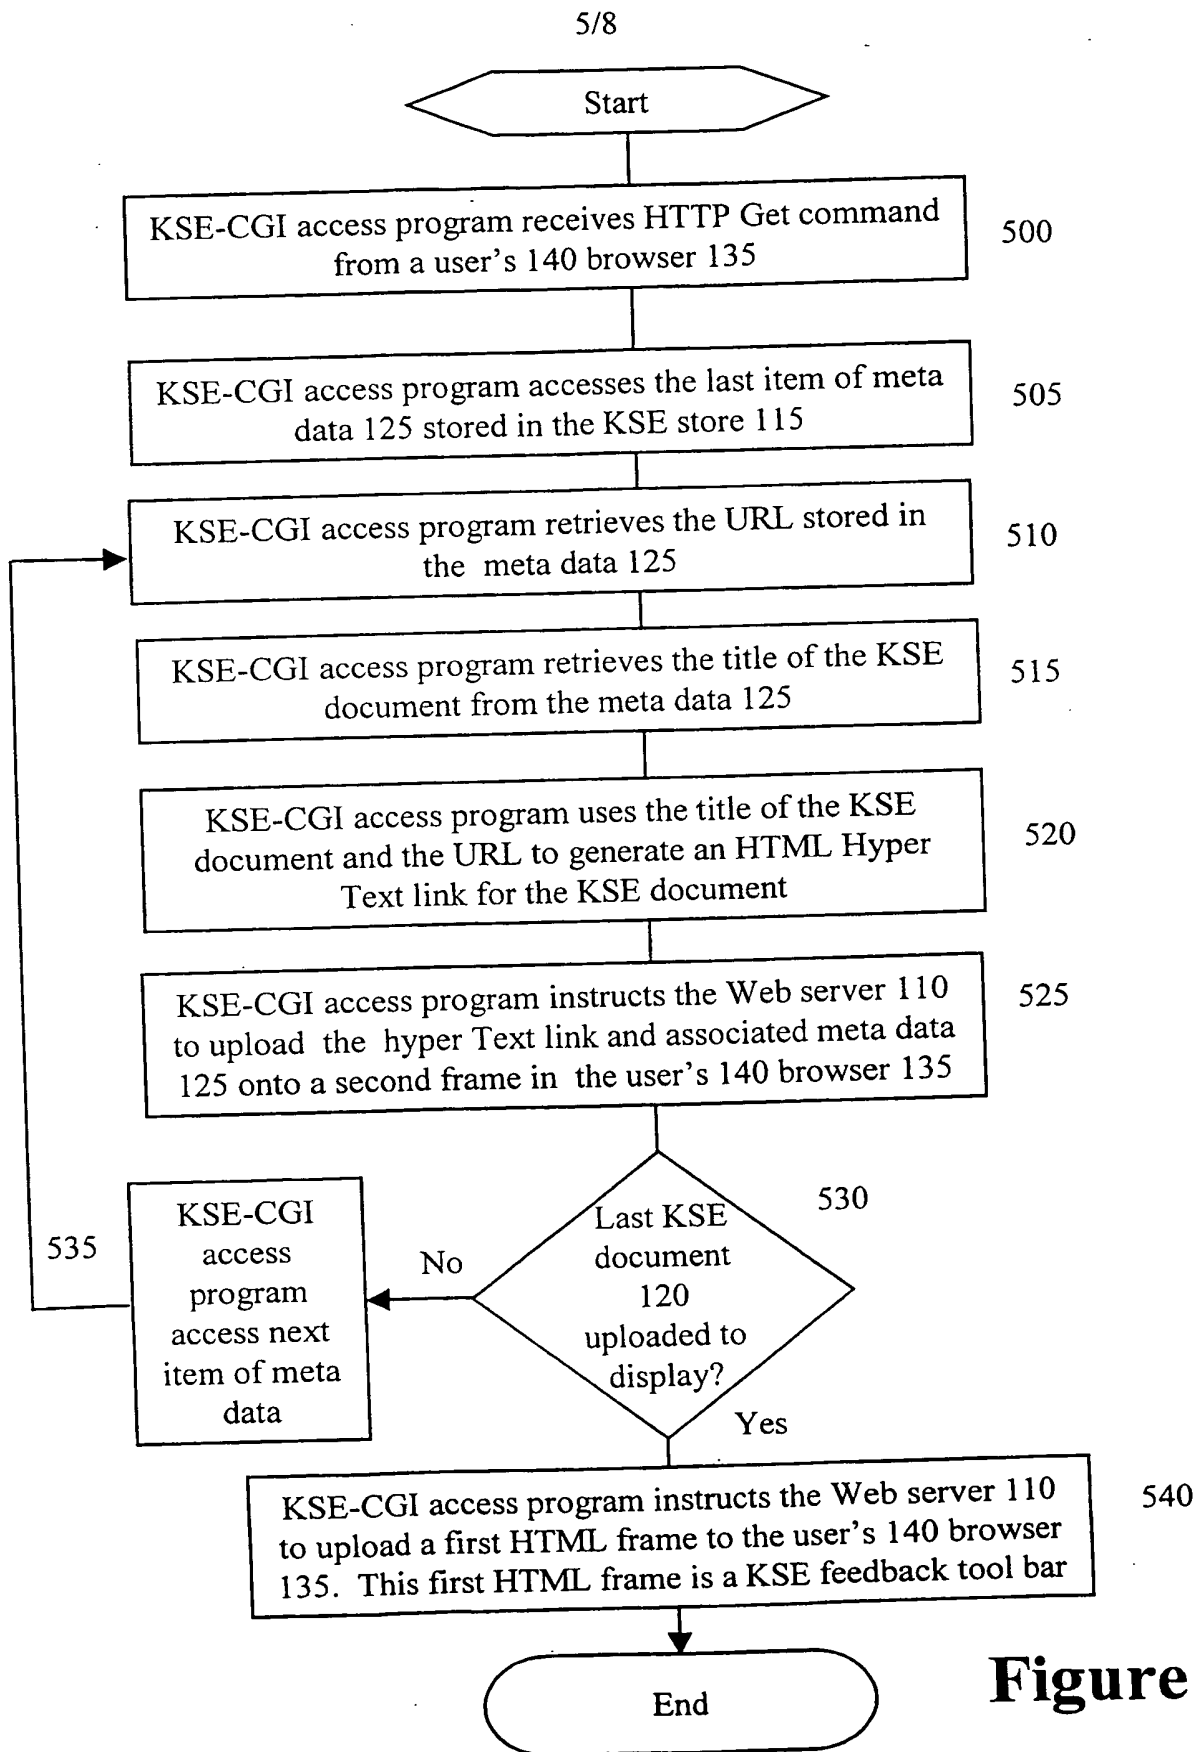 5/8
Start
KSE-CGI access program receives HTTP Get command
from a user's 140 browser 135
500
KSE-CGI access program accesses the last item of meta
data 125 stored in the KSE store 115
505
KSE-CGI access program retrieves the URL stored in
the meta data 125
510
KSE-CGI access program retrieves the title of the KSE
document from the meta data 125
515
KSE-CGI access program uses the title of the KSE
document and the URL to generate an HTML Hyper
Text link for the KSE document
520
KSE-CGI access program instructs the Web server 110
to upload the hyper Text link and associated meta data
125 onto a second frame in the user's 140 browser 135
525
530
Last KSE
document
120
uploaded to
display?
No
535
KSE-CGI
access
program
access next
item of meta
data
Yes
KSE-CGI access program instructs the Web server 110
to upload a first HTML frame to the user's 140 browser
135. This first HTML frame is a KSE feedback tool bar
540
End
Figure